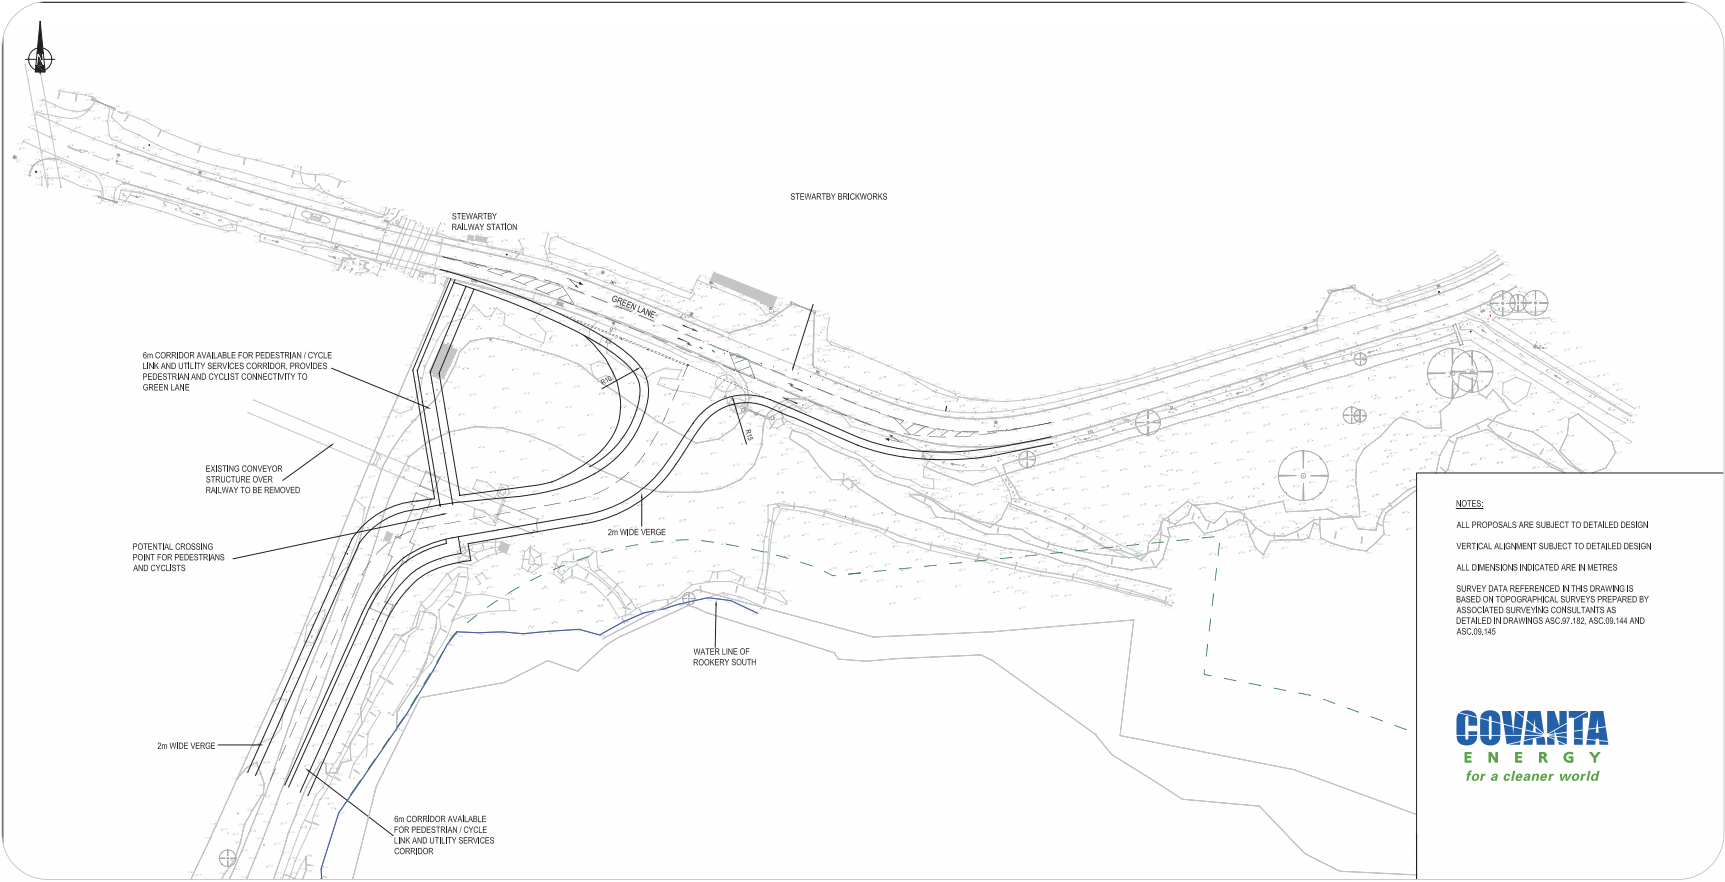 N
STEWARTBY BRICKWORKS
STEWARTBY
RAILWAY STATION
GREEN LANE
6m CORRIDOR AVAILABLE FOR PEDESTRIAN / CYCLE
LINK AND UTILITY SERVICES CORRIDOR, PROVIDES
PEDESTRIAN AND CYCLIST CONNECTIVITY TO
GREEN LANE
R10
R15
EXISTING CONVEYOR
STRUCTURE OVER
RAILWAY TO BE REMOVED
2m WIDE VERGE
POTENTIAL CROSSING
POINT FOR PEDESTRIANS
AND CYCLISTS
WATER LINE OF
ROOKERY SOUTH
2m WIDE VERGE
6m CORRIDOR AVAILABLE
FOR PEDESTRIAN / CYCLE
LINK AND UTILITY SERVICES
CORRIDOR
NOTES:
ALL PROPOSALS ARE SUBJECT TO DETAILED DESIGN
VERTICAL ALIGNMENT SUBJECT TO DETAILED DESIGN
ALL DIMENSIONS INDICATED ARE IN METRES
SURVEY DATA REFERENCED IN THIS DRAWING IS
BASED ON TOPOGRAPHICAL SURVEYS PREPARED BY
ASSOCIATED SURVEYING CONSULTANTS AS
DETAILED IN DRAWINGS ASC.97.182, ASC.09.144 AND
ASC.09.145
COVANTA
ENERGY
for a cleaner world